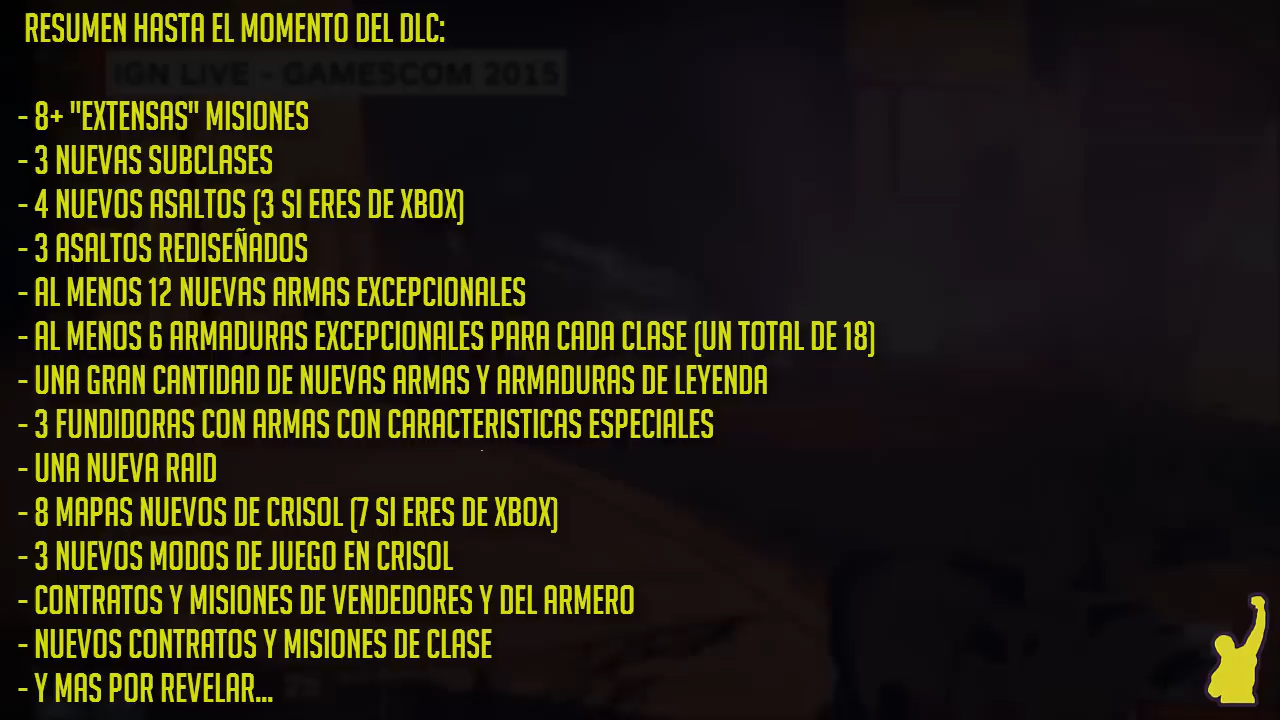 RESUMEN HASTA EL MOMENTO DEL DLC:
IGN LIVE - GAMESCOM 2015
- 8+ "EXTENSAS" MISIONES
- 3 NUEVAS SUBCLASES
- 4 NUEVOS ASALTOS (3 SI ERES DE XBOX)
- 3 ASALTOS REDISEÑADOS
- AL MENOS 12 NUEVAS ARMAS EXCEPCIONALES
- AL MENOS 6 ARMADURAS EXCEPCIONALES PARA CADA CLASE (UN TOTAL DE 18)
- UNA GRAN CANTIDAD DE NUEVAS ARMAS Y ARMADURAS DE LEYENDA
- 3 FUNDIDORAS CON ARMAS CON CARACTERISTICAS ESPECIALES
- UNA NUEVA RAID
- 8 MAPAS NUEVOS DE CRISOL (7 SI ERES DE XBOX)
- 3 NUEVOS MODOS DE JUEGO EN CRISOL
- CONTRATOS Y MISIONES DE VENDEDORES Y DEL ARMERO
- NUEVOS CONTRATOS Y MISIONES DE CLASE
- Y MAS POR REVELAR...